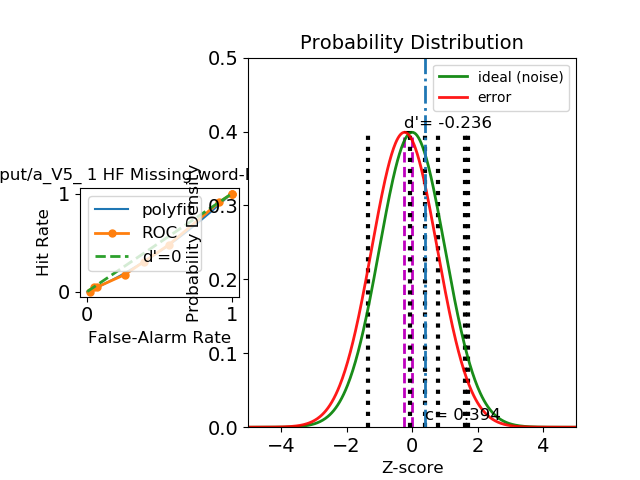 Probability Distribution
put/a_V5_ 1 HF Missing word-
Hit Rate
1
0
polyfit
ROC
d'=0
0
1
False-Alarm Rate
Probability Density
0.5
0.4
0.3
0.2
0.1
0.0
ideal (noise)
error
d'= -0.236
c= 0.394
−4
−2
0
2
4
Z-score